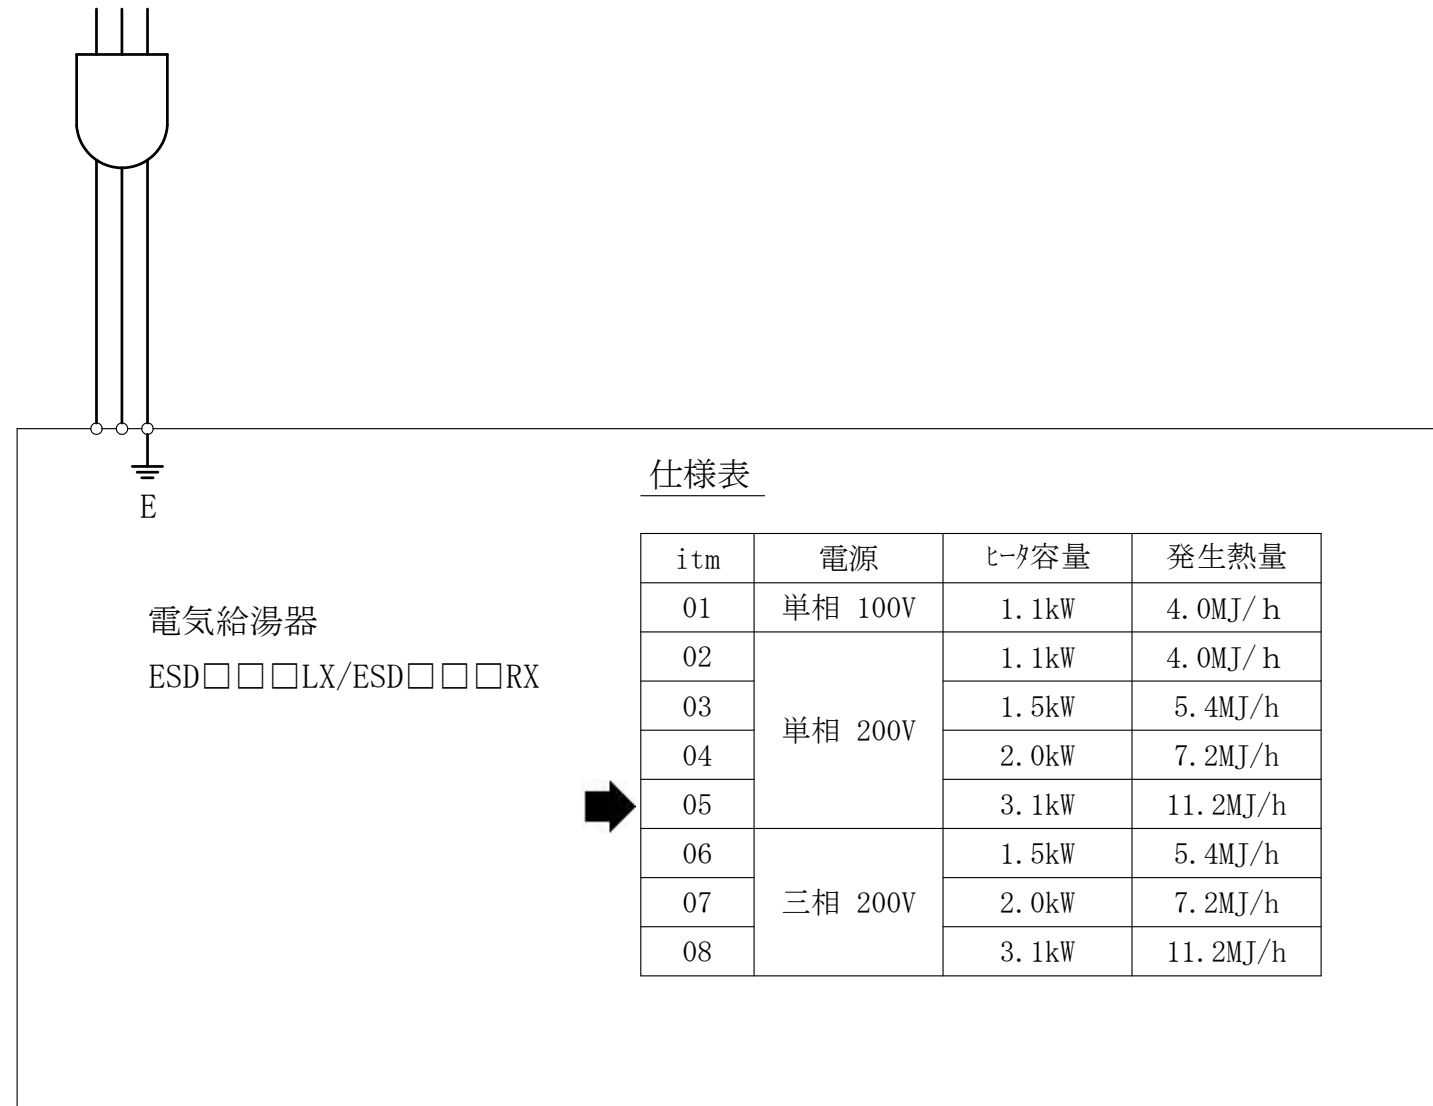 E
仕様表
電気給湯器
ESD□□□LX/ESD□□□RX
itm 電源 ﾋｰﾀ容量 発生熱量
01 単相 100V 1.1kW 4.0MJ/ｈ
02 1.1kW 4.0MJ/ｈ
03 単相 200V 1.5kW 5.4MJ/h
04 2.0kW 7.2MJ/h
05 3.1kW 11.2MJ/h
06 1.5kW 5.4MJ/h
07 三相 200V 2.0kW 7.2MJ/h
08 3.1kW 11.2MJ/h